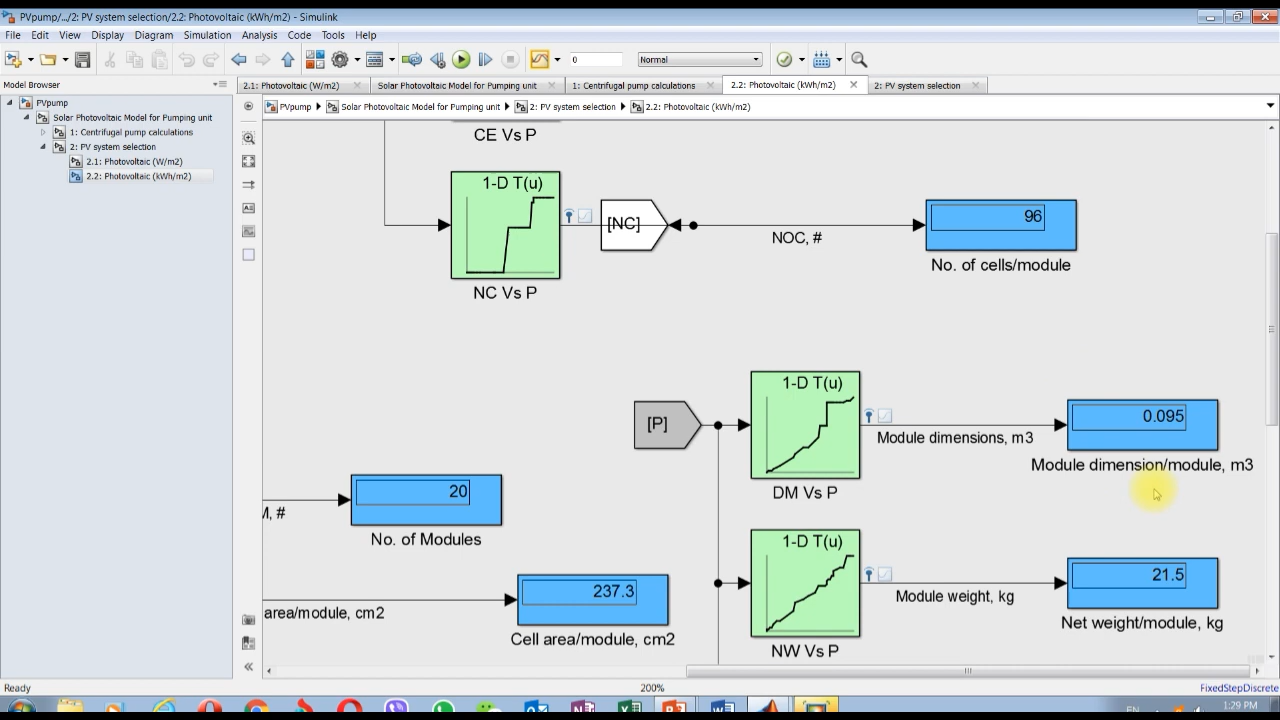 PVpump/.../2: PV system selection/2.2: Photovoltaic (kWh/m2) - Simulink
File Edit View Display Diagram Simulation Analysis Code Tools Help
0
Normal
Model Browser
2.1: Photovoltaic (W/m2)
Solar Photovoltaic Model for Pumping unit
1: Centrifugal pump calculations
2.2: Photovoltaic (kWh/m2)
2: PV system selection
PVpump
Solar Photovoltaic Model for Pumping unit
1: Centrifugal pump calculations
2: PV system selection
2.1: Photovoltaic (W/m2)
2.2: Photovoltaic (kWh/m2)
PVpump
Solar Photovoltaic Model for Pumping unit
2: PV system selection
2.2: Photovoltaic (kWh/m2)
CE Vs P
1-D T(u)
NC Vs P
[NC]
NOC, #
96
No. of cells/module
[P]
1-D T(u)
DM Vs P
Module dimensions, m3
0.095
Module dimension/module, m3
20
, #
No. of Modules
area/module, cm2
237.3
Cell area/module, cm2
1-D T(u)
NW Vs P
Module weight, kg
21.5
Net weight/module, kg
Ready
200%
FixedStepDiscrete
EN
1:29 PM